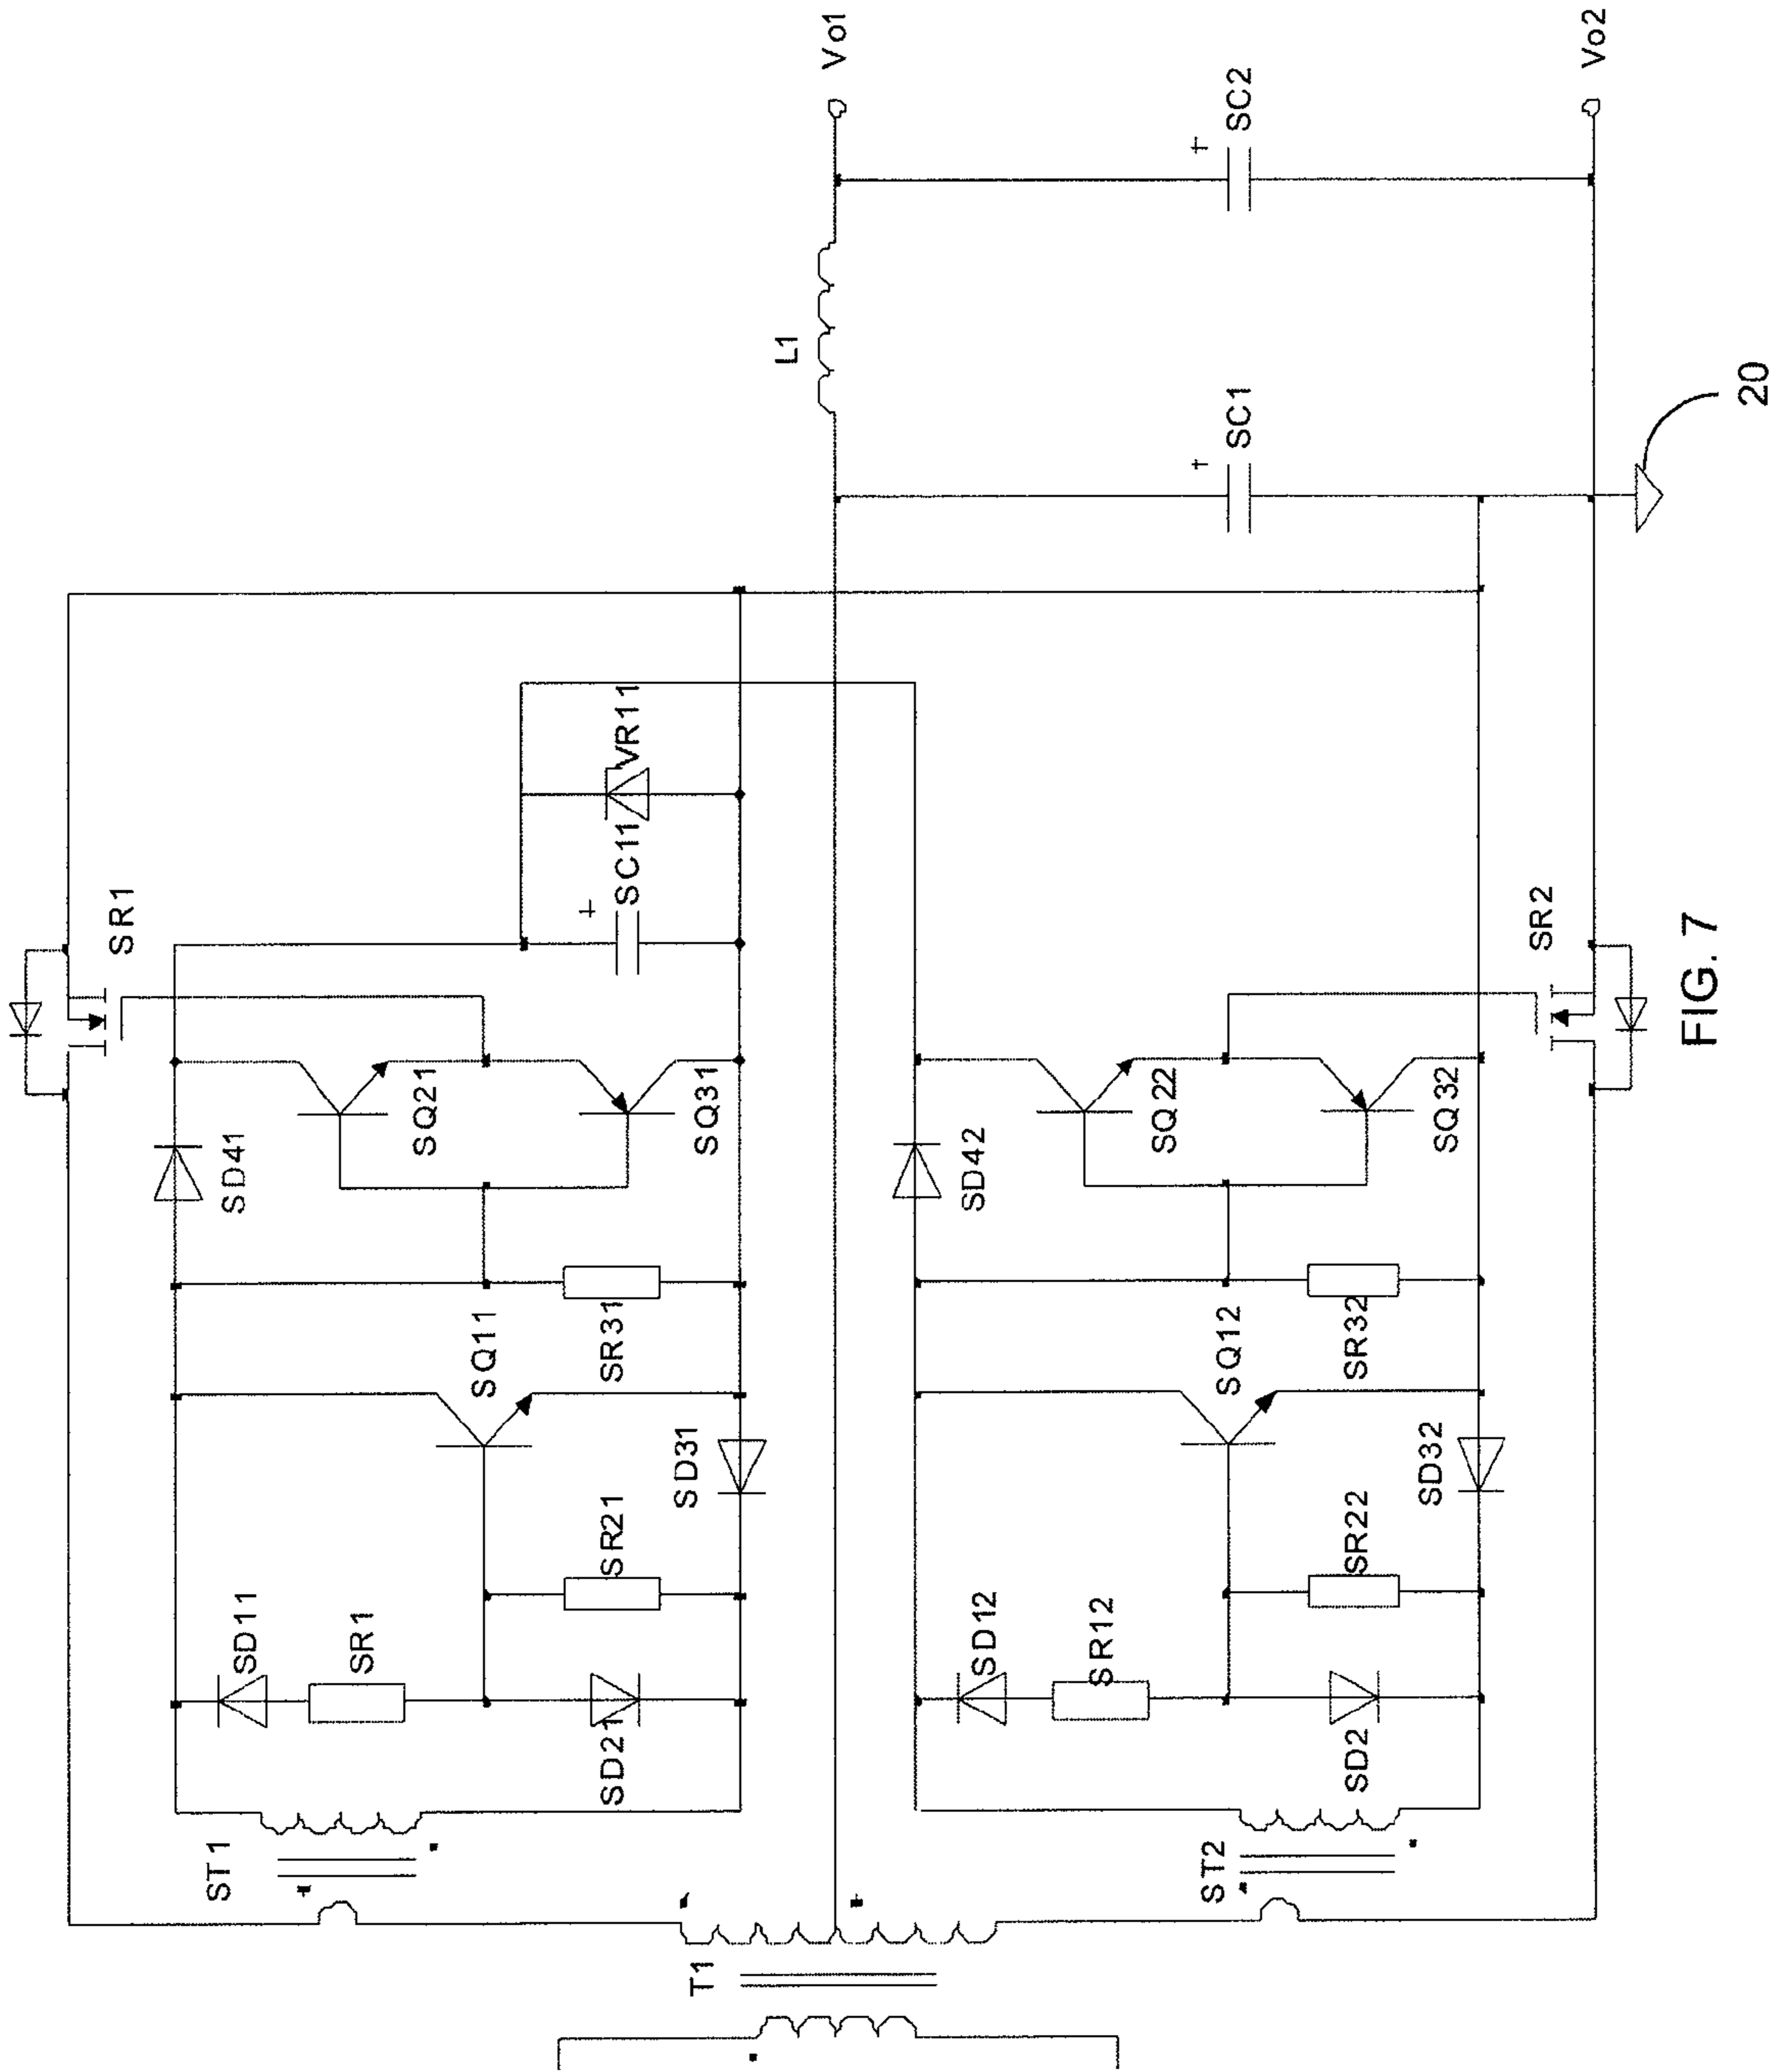 SR1
Vo1
L1
SC1
SC2
Vo2
20
VR11
SC11
SD41
SQ21
SQ31
SQ11
SR31
SD31
SR21
SD11
SR1
SD21
ST1
T1
SD42
SQ22
SQ32
SR2
SQ12
SR32
SD32
SR22
SD12
SR12
SD2
ST2
FIG. 7